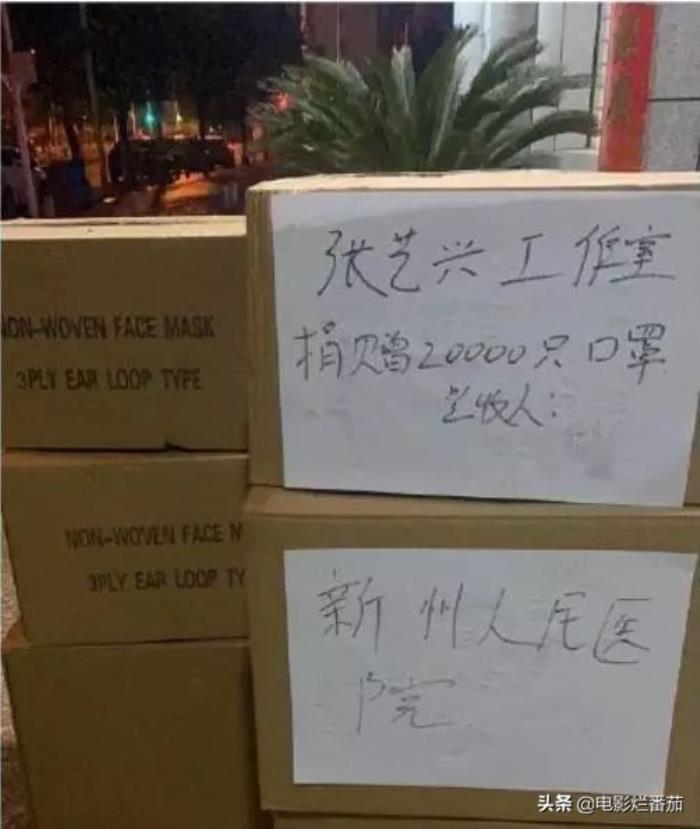 张艺兴工作室
捐赠20000只口罩
签收人：
NON-WOVEN FACE MASK
3PLY EAR LOOP TYPE
NON-WOVEN FACE M
3PLY EAR LOOP TY
新州人民医
院
头条 @电影烂番茄